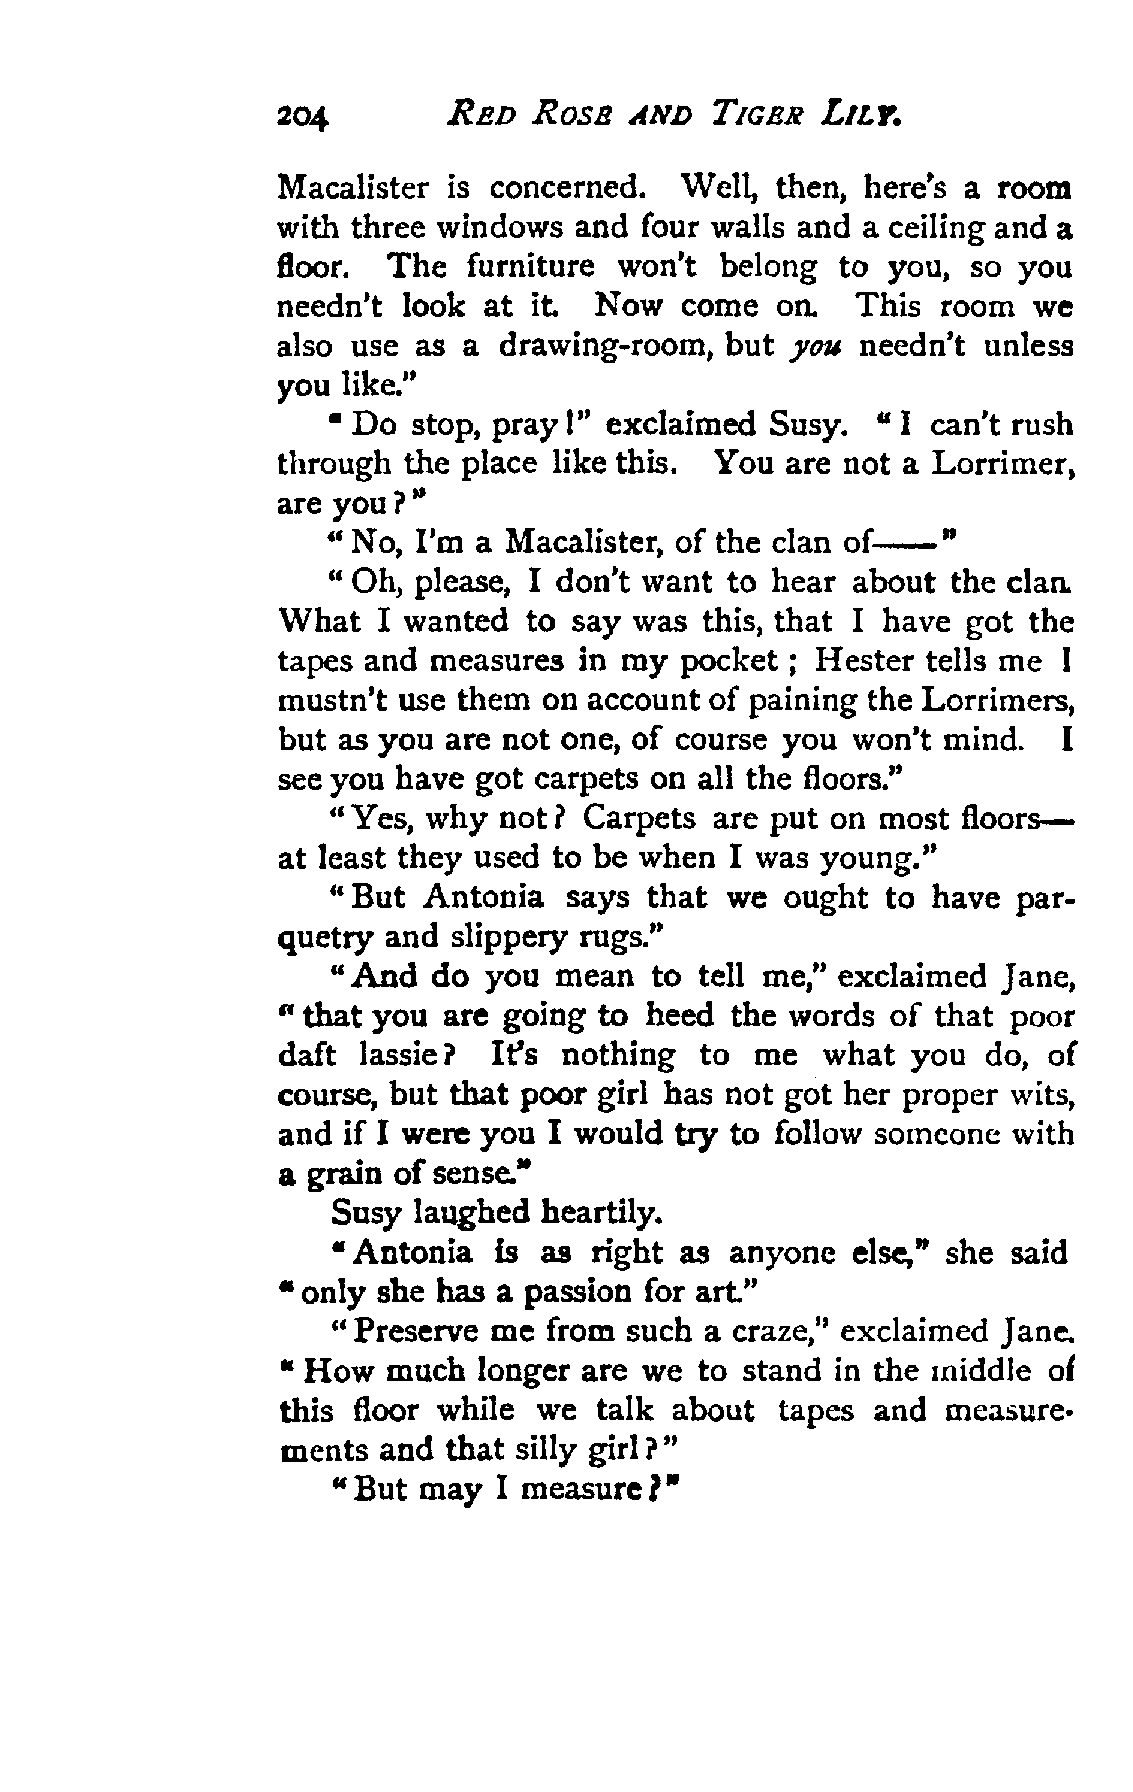 204 RED ROSE AND TIGER LILY.
Macalister is concerned. Well, then, here's a room
with three windows and four walls and a ceiling and a
floor. The furniture won't belong to you, so you
needn't look at it. Now come on. This room we
also use as a drawing-room, but you needn't unless
you like."
"Do stop, pray!" exclaimed Susy. "I can't rush
through the place like this. You are not a Lorrimer,
are you?"
"No, I'm a Macalister, of the clan of——"
"Oh, please, I don't want to hear about the clan.
What I wanted to say was this, that I have got the
tapes and measures in my pocket; Hester tells me I
mustn't use them on account of paining the Lorrimers,
but as you are not one, of course you won't mind. I
see you have got carpets on all the floors."
"Yes, why not? Carpets are put on most floors—
at least they used to be when I was young."
"But Antonia says that we ought to have par-
quetry and slippery rugs."
"And do you mean to tell me," exclaimed Jane,
"that you are going to heed the words of that poor
daft lassie? It's nothing to me what you do, of
course, but that poor girl has not got her proper wits,
and if I were you I would try to follow someone with
a grain of sense."
Susy laughed heartily.
"Antonia is as right as anyone else," she said
"only she has a passion for art."
"Preserve me from such a craze," exclaimed Jane.
"How much longer are we to stand in the middle of
this floor while we talk about tapes and measure-
ments and that silly girl?"
"But may I measure?"